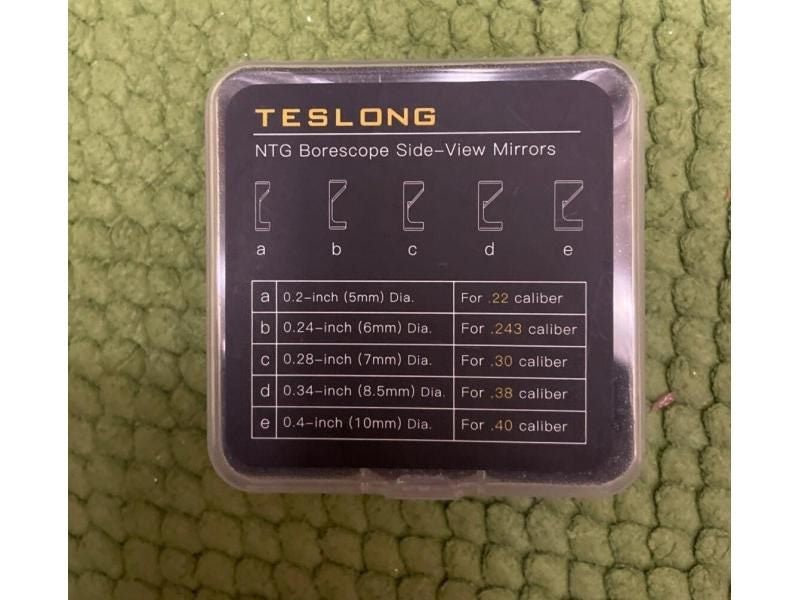 TESLONG
NTG Borescope Side-View Mirrors
a b c d e
a 0.2-inch (5mm) Dia. For .22 caliber
b 0.24-inch (6mm) Dia. For .243 caliber
c 0.28-inch (7mm) Dia. For .30 caliber
d 0.34-inch (8.5mm) Dia. For .38 caliber
e 0.4-inch (10mm) Dia. For .40 caliber